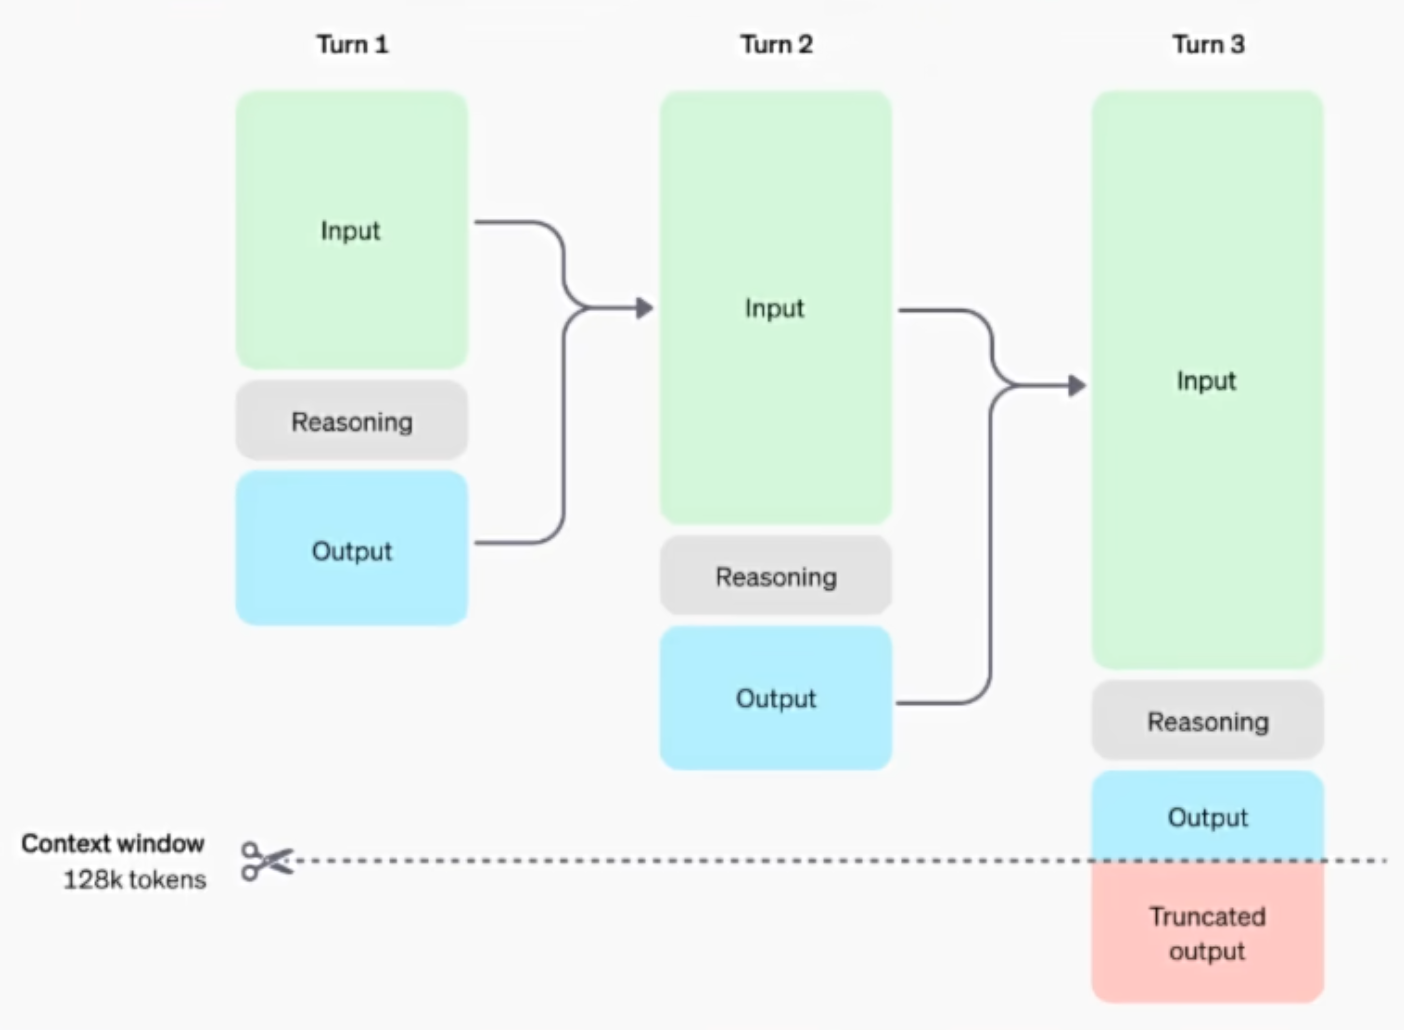 Turn 1
Turn 2
Turn 3
Input
Reasoning
Output
Input
Reasoning
Output
Input
Reasoning
Output
Truncated
output
Context window
128k tokens